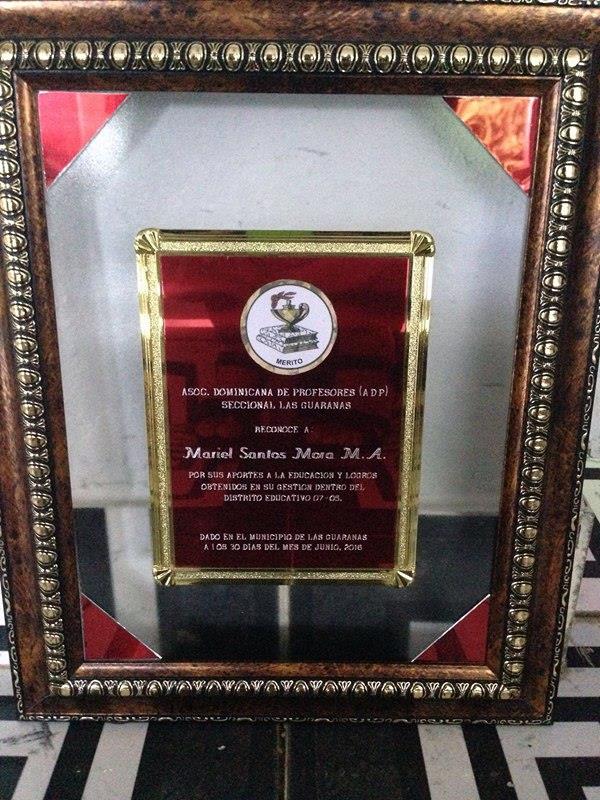 MERITO
ASOC. DOMINICANA DE PROFESORES (ADP)
SECCIONAL LAS GUARANAS
RECONOCE A:
Mariel Santos Mora M.A.
POR SUS APORTES A LA EDUCACION Y LOGROS
OBTENIDOS EN SU GESTION DENTRO DEL
DISTRITO EDUCATIVO 07-05.
DADO EN EL MUNICIPIO DE LAS GUARANAS
A LOS 30 DIAS DEL MES DE JUNIO, 2016